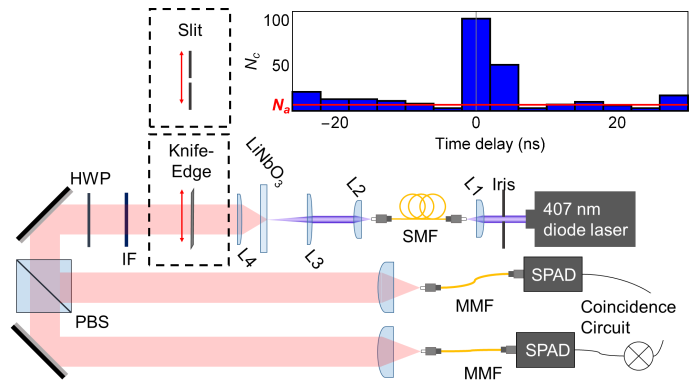 Slit
100
50
N_c
N_a
−20
0
20
Time delay (ns)
Knife-
Edge
HWP
LiNbO₃
IF
L4
L3
L2
SMF
L1
Iris
407 nm
diode laser
PBS
MMF
SPAD
Coincidence
Circuit
MMF
SPAD